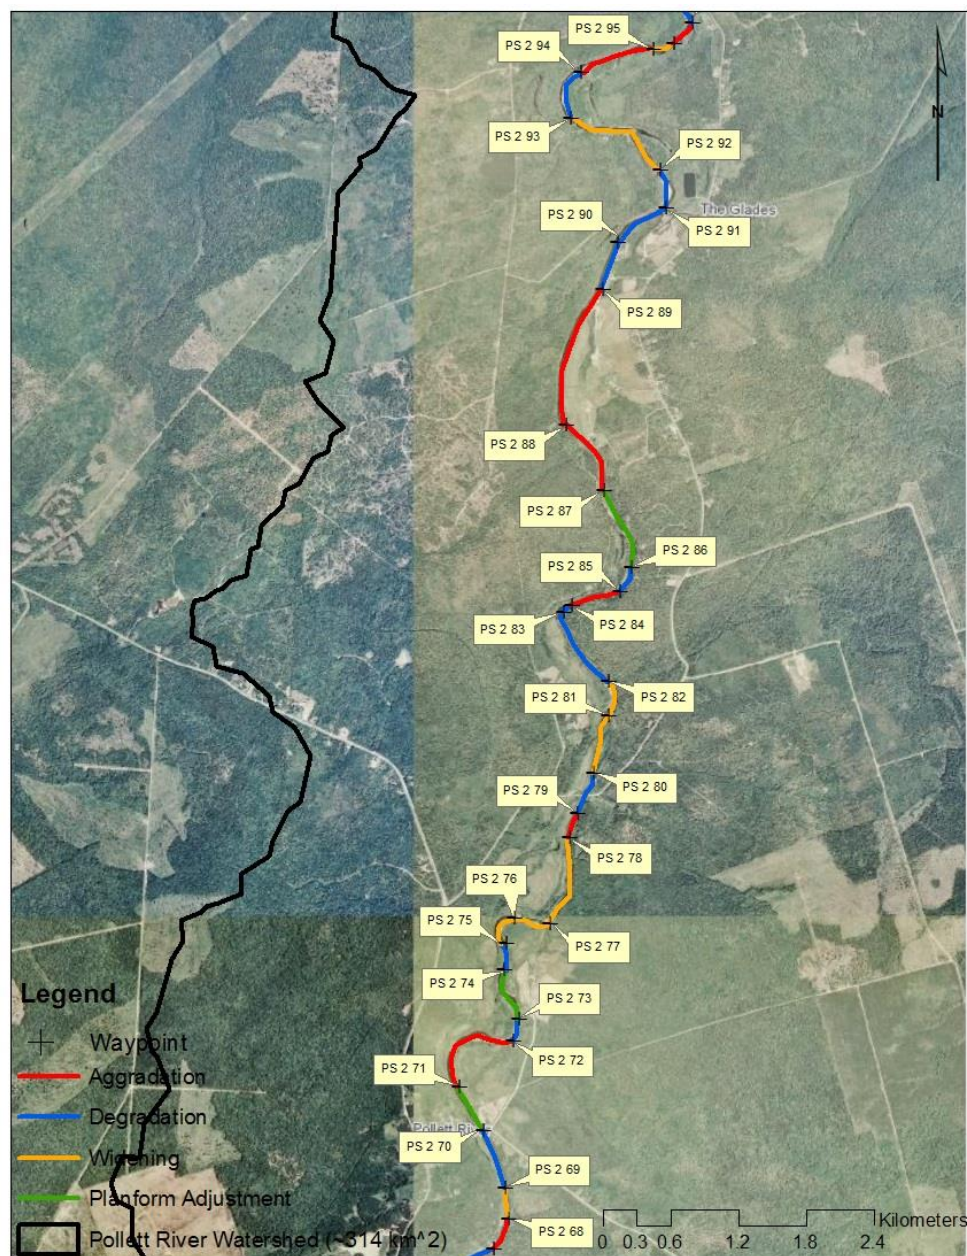 PS 2 95
PS 2 94
N
PS 2 93
PS 2 92
The Glades
PS 2 90
PS 2 91
PS 2 89
PS 2 88
PS 2 87
PS 2 86
PS 2 85
PS 2 83
PS 2 84
PS 2 81
PS 2 82
PS 2 80
PS 2 79
PS 2 78
PS 2 76
PS 2 75
PS 2 77
PS 2 74
PS 2 73
PS 2 72
PS 2 71
Pollett River
PS 2 70
PS 2 69
PS 2 68
Legend
Waypoint
Aggradation
Degradation
Widening
Planform Adjustment
Pollett River Watershed (~314 km^2)
Kilometers
0 0.3 0.6 1.2 1.8 2.4